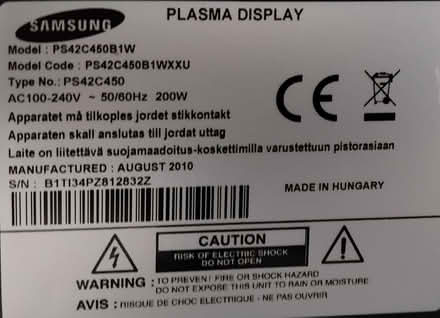 SAMSUNG
PLASMA DISPLAY
Model : PS42C450B1W
Model Code : PS42C450B1WXXU
Type No.: PS42C450
AC100-240V ~ 50/60Hz 200W
Apparatet må tilkoples jordet stikkontakt
Apparaten skall anslutas till jordat uttag
Laite on liitettävä suojamaadoitus-koskettimilla varustettuun pistorasiaan
MANUFACTURED : AUGUST 2010
S/N : B1TI34PZ812832Z
MADE IN HUNGARY
CE
CAUTION
RISK OF ELECTRIC SHOCK
DO NOT OPEN
WARNING : TO PREVENT FIRE OR SHOCK HAZARD
DO NOT EXPOSE THIS UNIT TO RAIN OR MOISTURE
AVIS : RISQUE DE CHOC ELECTRIQUE - NE PAS OUVRIR